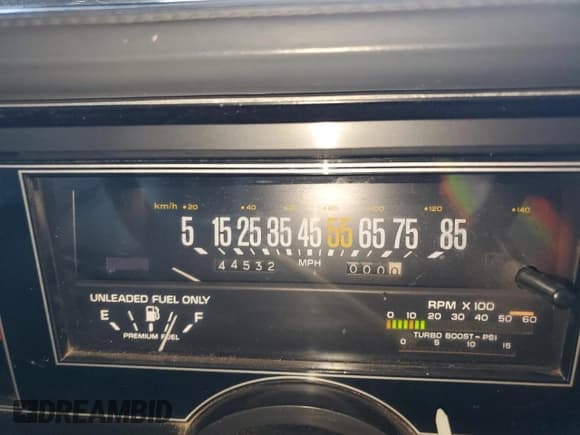 km/h 20 40 120 140
5 15 25 35 45 55 65 75 85
44532 MPH 0000
UNLEADED FUEL ONLY
E F
PREMIUM FUEL
RPM X 100
0 10 20 30 40 50 60
TURBO BOOST - PSI
0 5 10 15
DREAMBID